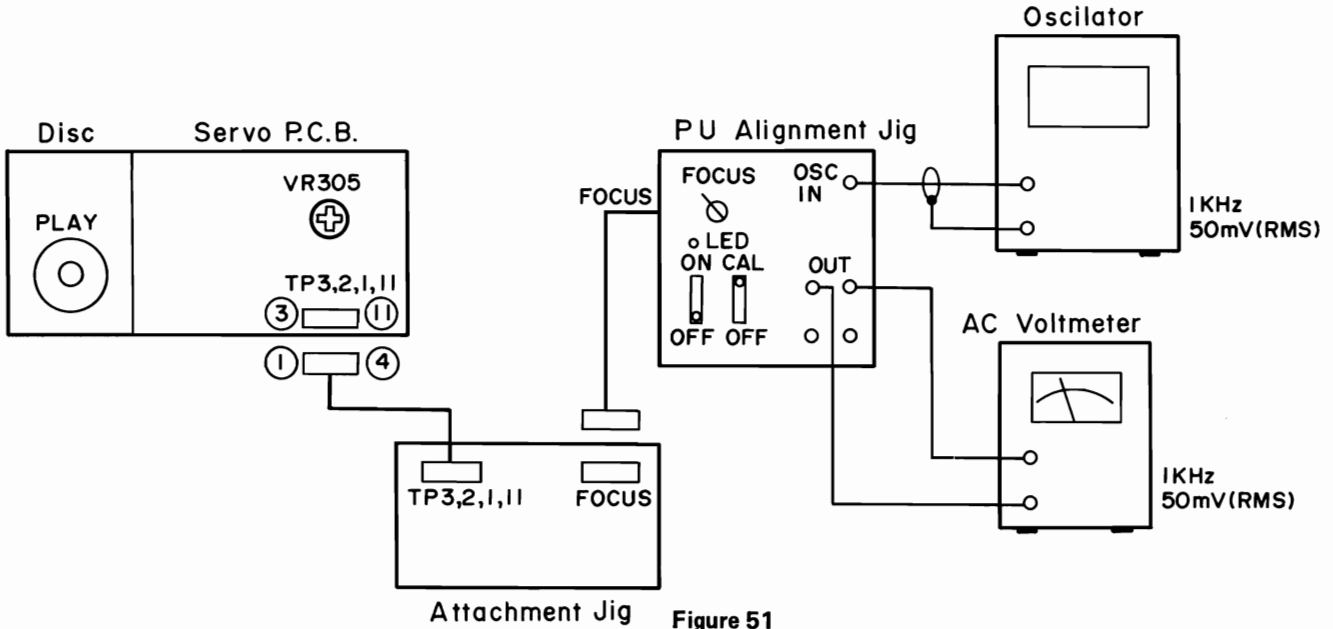 Oscilator
1KHz
50mV(RMS)
Disc
Servo P.C.B.
PLAY
VR305
TP3,2,1,11
3
11
1
4
PU Alignment Jig
FOCUS
FOCUS
OSC
IN
LED
ON CAL
OFF OFF
OUT
AC Voltmeter
1KHz
50mV(RMS)
TP3,2,1,11
FOCUS
Attachment Jig
Figure 51